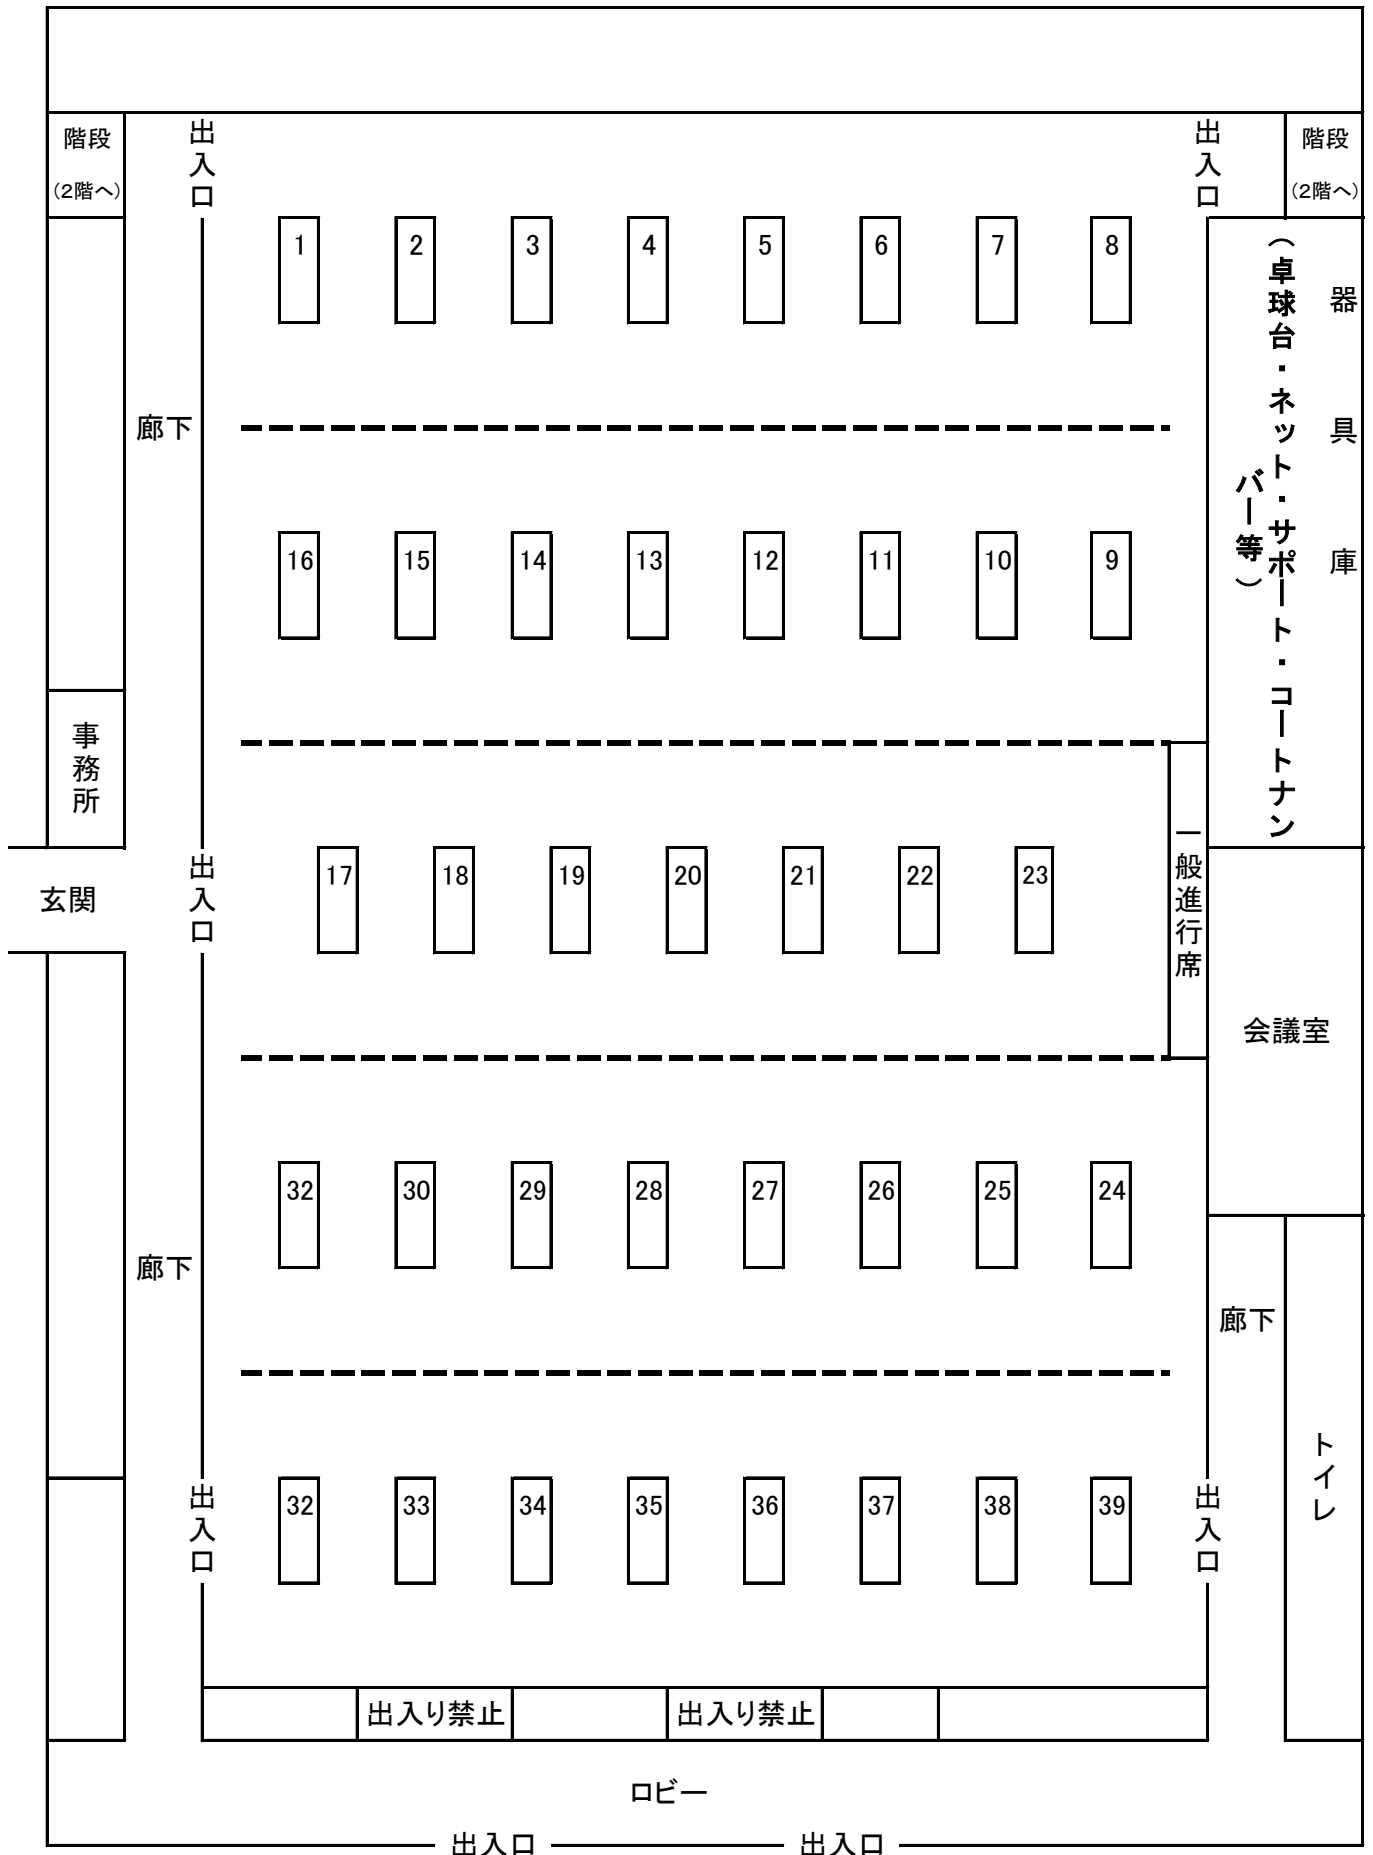 階段
(2階へ)
出入口
出入口
階段
(2階へ)
1 2 3 4 5 6 7 8
器具庫
(卓球台・ネット・サポート・コートナン
バー等)
廊下
16 15 14 13 12 11 10 9
事務所
玄関
出入口
17 18 19 20 21 22 23
一般進行席
会議室
32 30 29 28 27 26 25 24
廊下
廊下
トイレ
出入口
32 33 34 35 36 37 38 39
出入口
出入り禁止
出入り禁止
ロビー
出入口
出入口